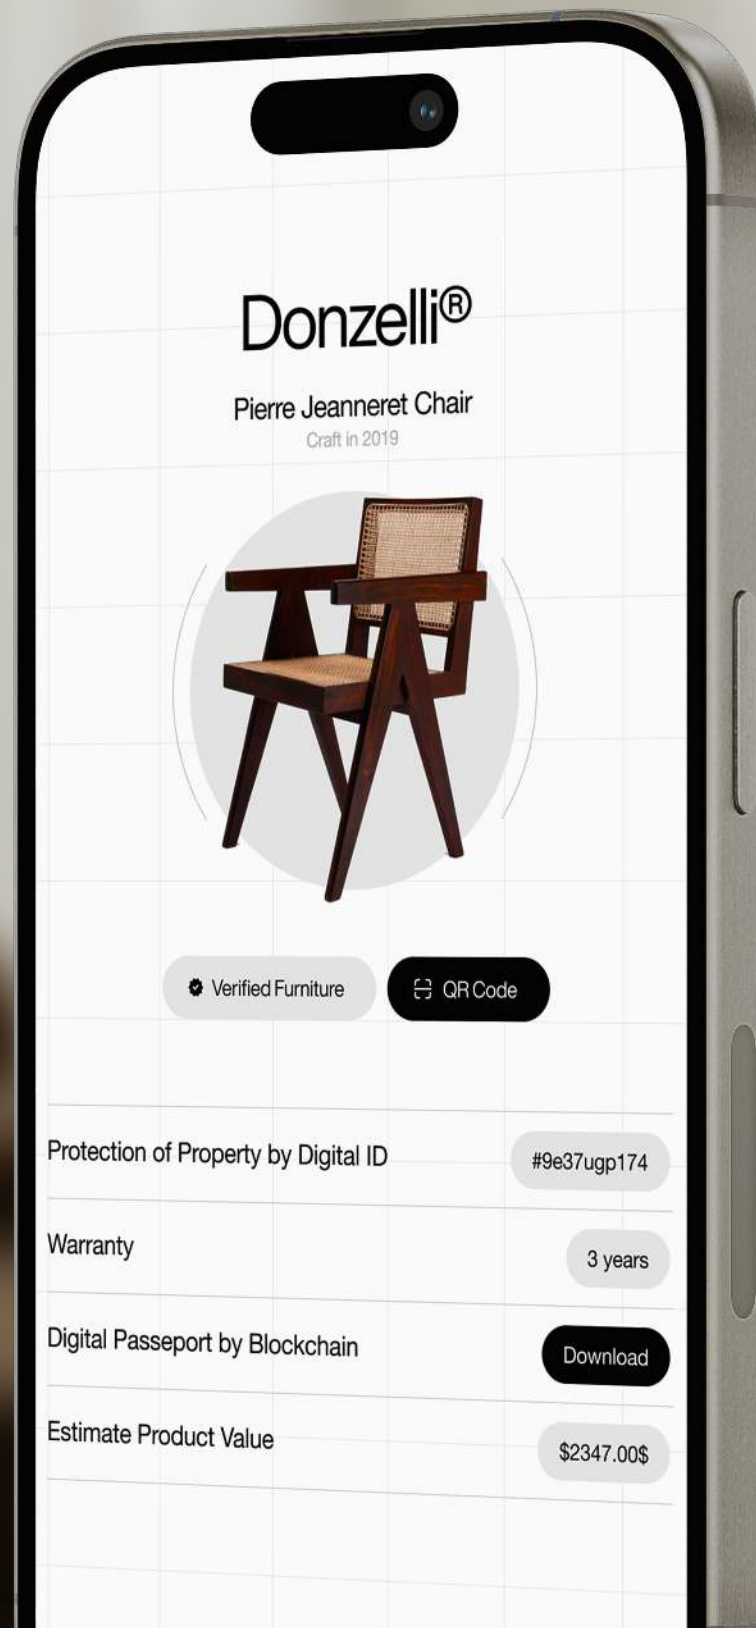 Donzelli®
Pierre Jeanneret Chair
Craft in 2019
Verified Furniture
QR Code
Protection of Property by Digital ID
#9e37ugp174
Warranty
3 years
Digital Passeport by Blockchain
Download
Estimate Product Value
$2347.00$